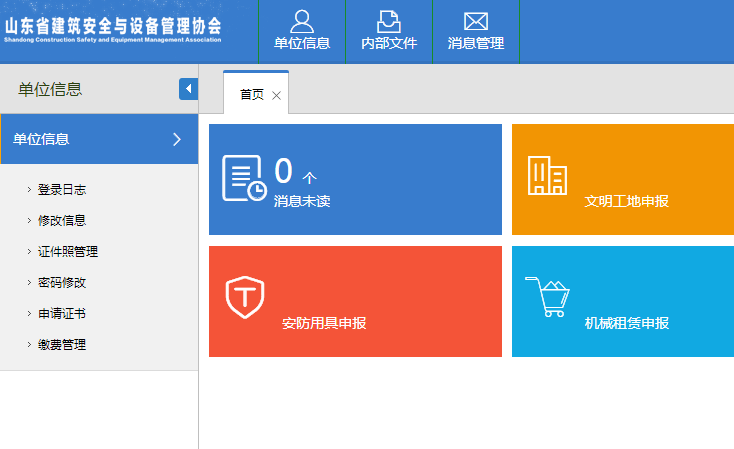 山东省建筑安全与设备管理协会
Shandong Construction Safety and Equipment Management Association
单位信息
内部文件
消息管理
单位信息
首页
单位信息
登录日志
修改信息
证件照管理
密码修改
申请证书
缴费管理
0 个
消息未读
文明工地申报
安防用具申报
机械租赁申报